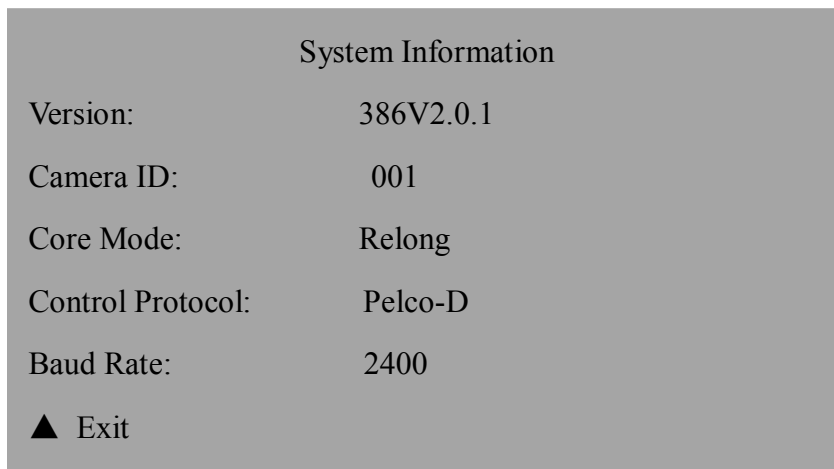 System Information
Version: 386V2.0.1
Camera ID: 001
Core Mode: Relong
Control Protocol: Pelco-D
Baud Rate: 2400
▲ Exit